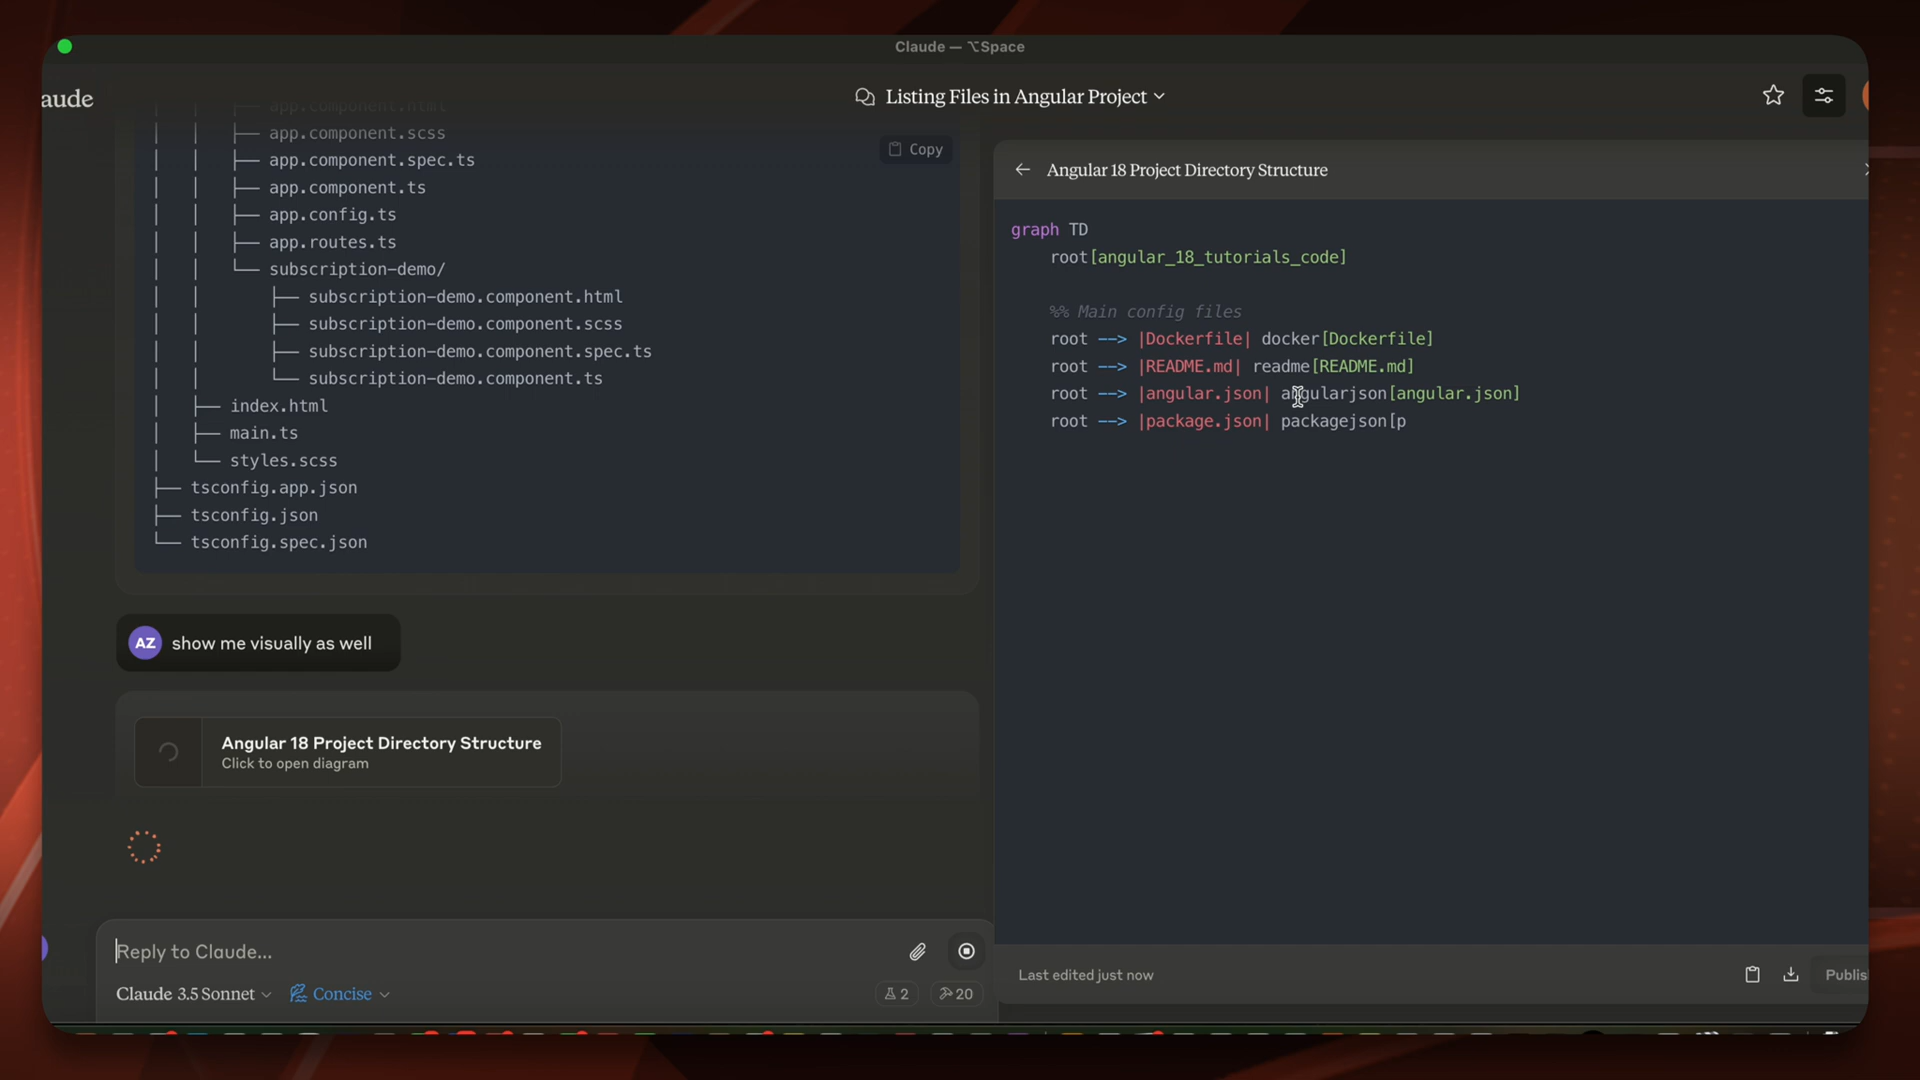 Claude — ⌥Space
aude
Listing Files in Angular Project
app.component.html
├── app.component.scss
├── app.component.spec.ts
├── app.component.ts
├── app.config.ts
├── app.routes.ts
└── subscription-demo/
├── subscription-demo.component.html
├── subscription-demo.component.scss
├── subscription-demo.component.spec.ts
└── subscription-demo.component.ts
├── index.html
├── main.ts
└── styles.scss
├── tsconfig.app.json
├── tsconfig.json
└── tsconfig.spec.json
Copy
AZ show me visually as well
Angular 18 Project Directory Structure
Click to open diagram
Reply to Claude...
Claude 3.5 Sonnet Concise 2 20
Angular 18 Project Directory Structure
graph TD
root[angular_18_tutorials_code]
%% Main config files
root --> |Dockerfile| docker[Dockerfile]
root --> |README.md| readme[README.md]
root --> |angular.json| angularjson[angular.json]
root --> |package.json| packagejson[p
Last edited just now
Publis